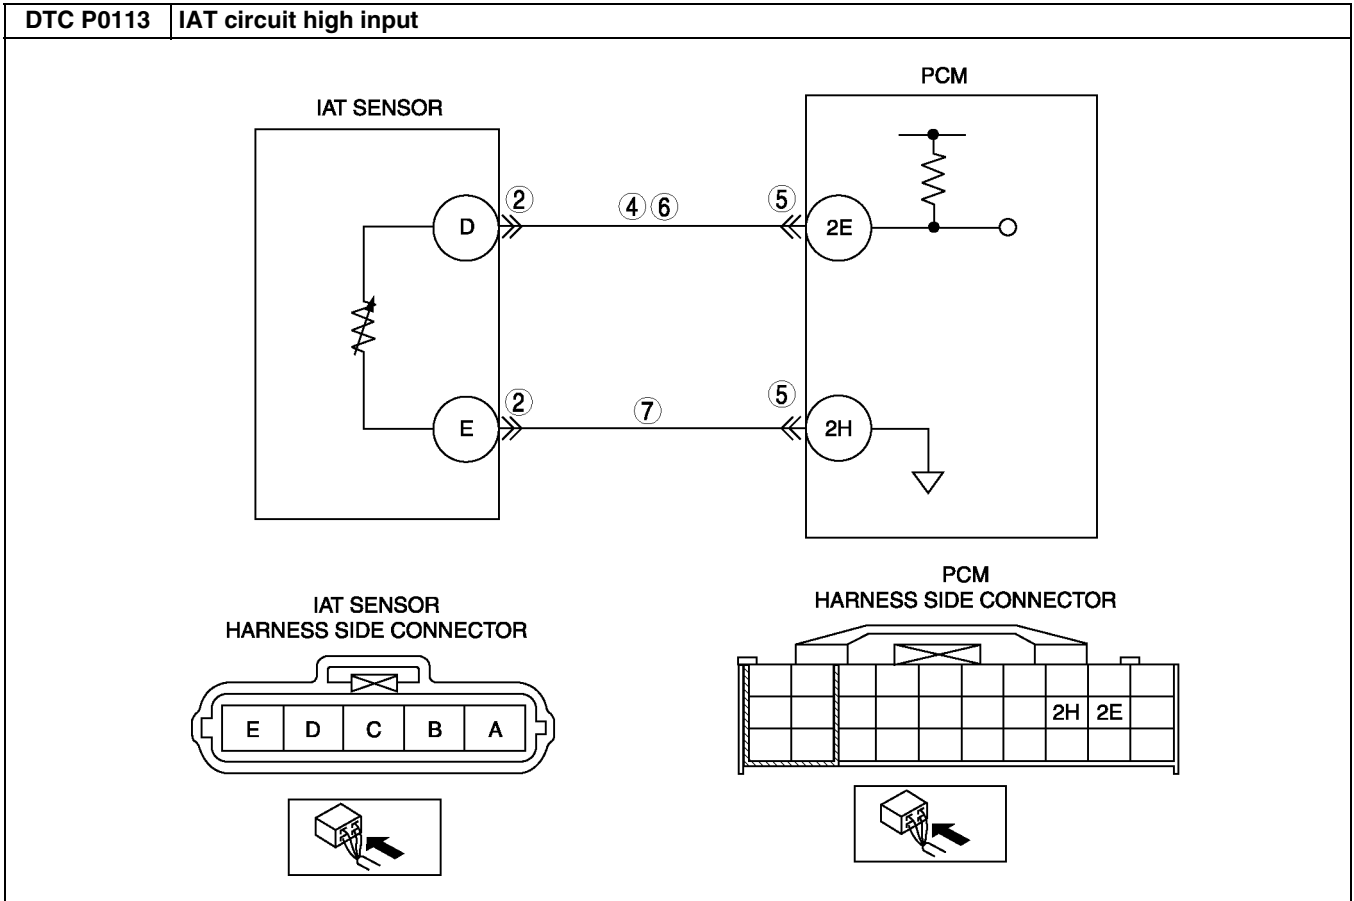 DTC P0113 IAT circuit high input
PCM
IAT SENSOR
2
4 6
5
D
2E
2
7
5
E
2H
IAT SENSOR
HARNESS SIDE CONNECTOR
PCM
HARNESS SIDE CONNECTOR
E D C B A
2H 2E